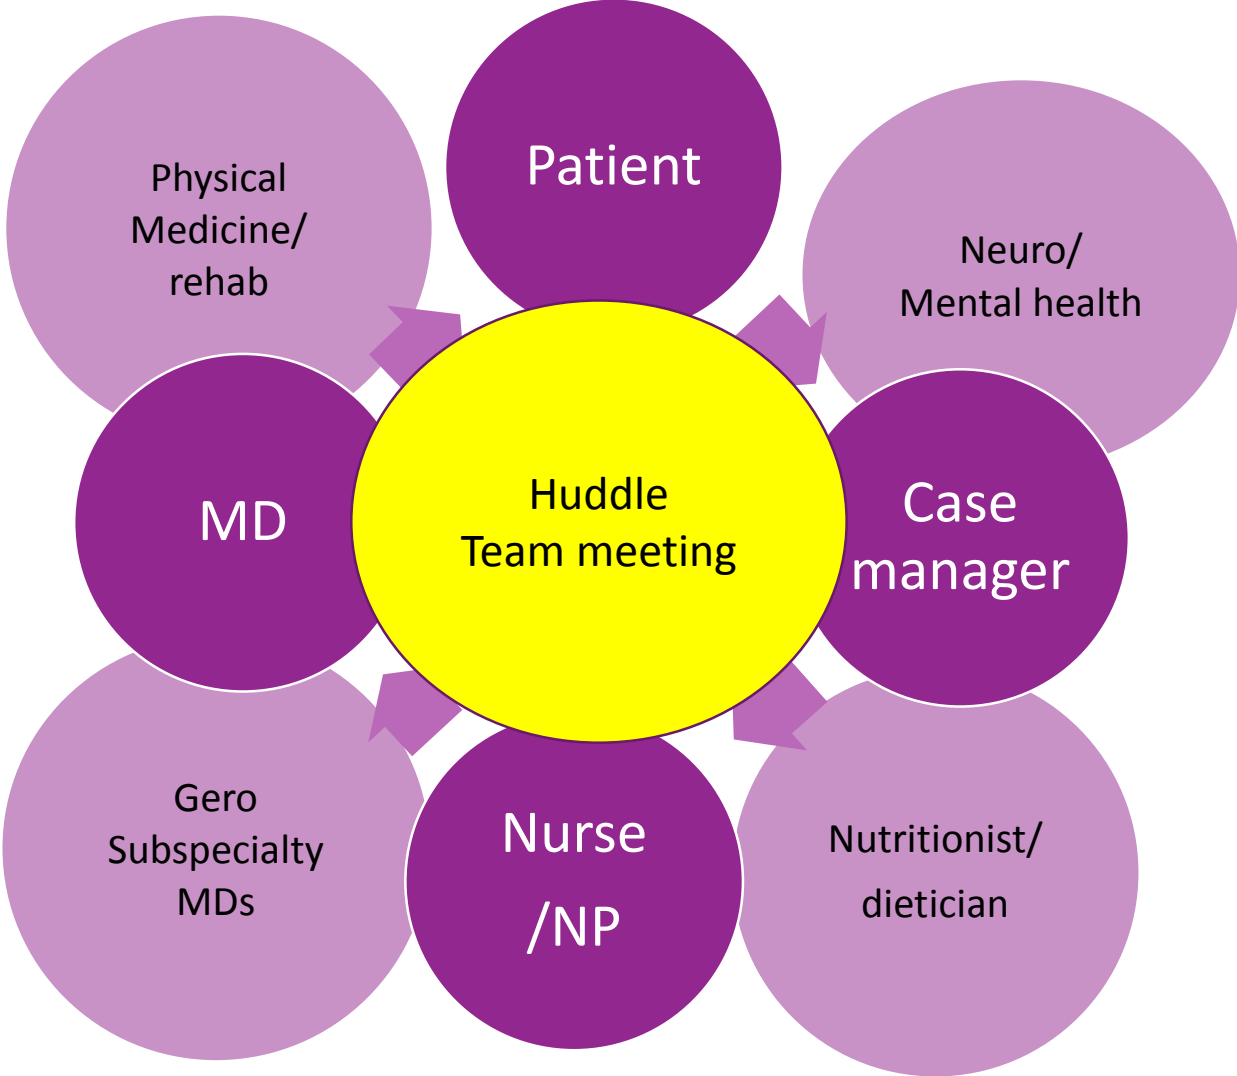 Patient
Physical
Medicine/
rehab
Neuro/
Mental health
MD
Huddle
Team meeting
Case
manager
Gero
Subspecialty
MDs
Nurse
/NP
Nutritionist/
dietician